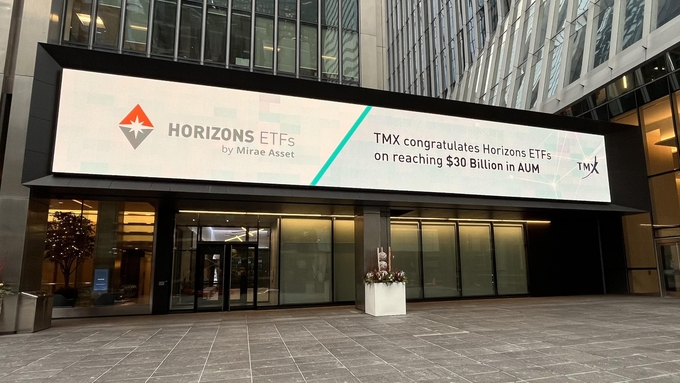 HORIZONS ETFs
by Mirae Asset
TMX congratulates Horizons ETFs
on reaching $30 Billion in AUM
TMX